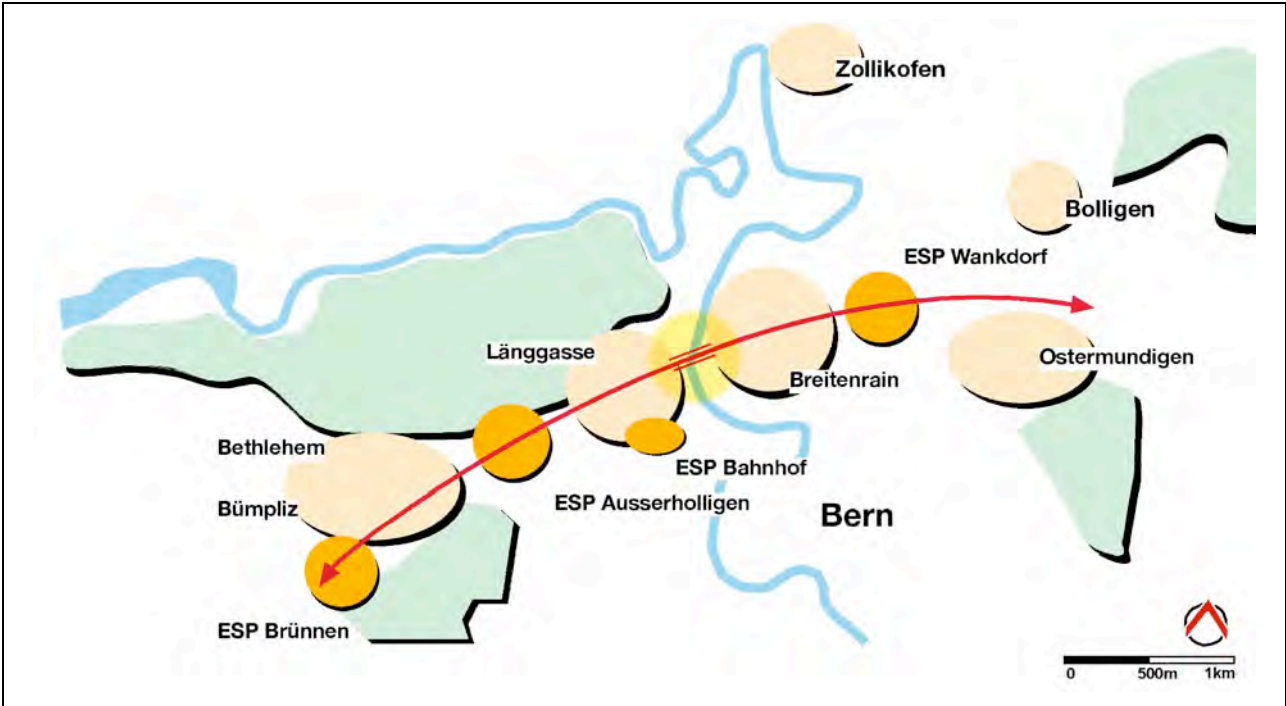 Zollikofen
Bolligen
ESP Wankdorf
Länggasse
Ostermundigen
Breitenrain
Bethlehem
ESP Bahnhof
ESP Ausserholligen
Bümpliz
Bern
ESP Brünnen
0 500m 1km